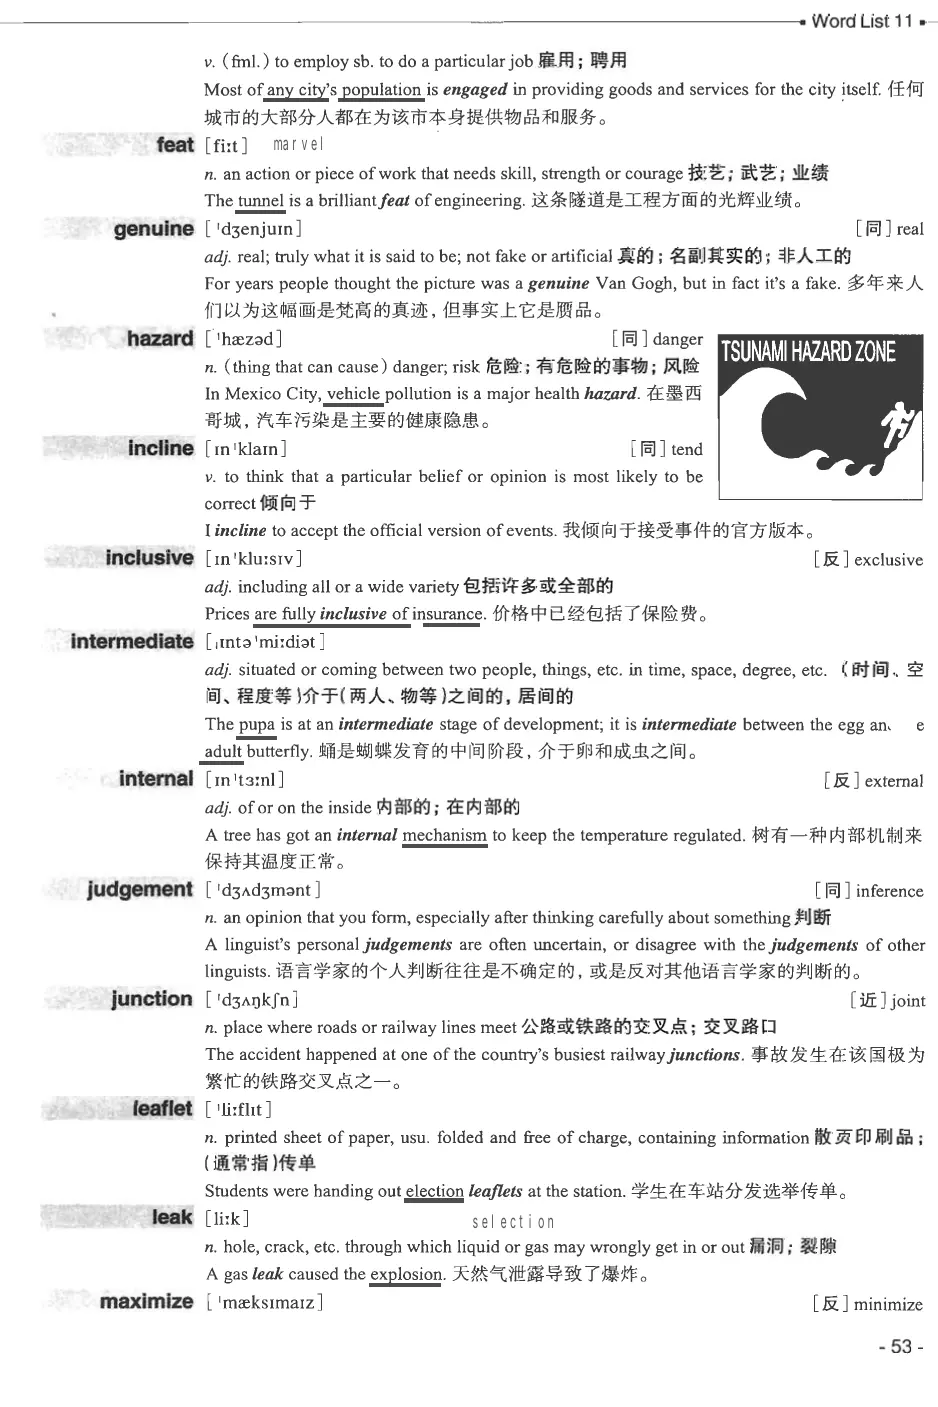 Word List 11
v. (fml.) to employ sb. to do a particular job 雇用；聘用
Most of any city's population is engaged in providing goods and services for the city itself. 任何
城市的大部分人都在为该市本身提供物品和服务。
feat [fiːt] marvel
n. an action or piece of work that needs skill, strength or courage 技艺；武艺；业绩
The tunnel is a brilliant feat of engineering. 这条隧道是工程方面的光辉业绩。
genuine [ˈdʒenjuɪn] [同] real
adj. real; truly what it is said to be; not fake or artificial 真的；名副其实的；非人工的
For years people thought the picture was a genuine Van Gogh, but in fact it's a fake. 多年来人
们以为这幅画是梵高的真迹，但事实上它是赝品。
hazard [ˈhæzəd] [同] danger
n. (thing that can cause) danger; risk 危险；有危险的事物；风险
In Mexico City, vehicle pollution is a major health hazard. 在墨西
哥城，汽车污染是主要的健康隐患。
TSUNAMI HAZARD ZONE
incline [ɪnˈklaɪn] [同] tend
v. to think that a particular belief or opinion is most likely to be
correct 倾向于
I incline to accept the official version of events. 我倾向于接受事件的官方版本。
inclusive [ɪnˈkluːsɪv] [反] exclusive
adj. including all or a wide variety 包括许多或全部的
Prices are fully inclusive of insurance. 价格中已经包括了保险费。
intermediate [ˌɪntəˈmiːdiət]
adj. situated or coming between two people, things, etc. in time, space, degree, etc. (时间、空
间、程度等)介于(两人、物等)之间的，居间的
The pupa is at an intermediate stage of development; it is intermediate between the egg an e
adult butterfly. 蛹是蝴蝶发育的中间阶段，介于卵和成虫之间。
internal [ɪnˈtɜːnl] [反] external
adj. of or on the inside 内部的；在内部的
A tree has got an internal mechanism to keep the temperature regulated. 树有一种内部机制来
保持其温度正常。
judgement [ˈdʒʌdʒmənt] [同] inference
n. an opinion that you form, especially after thinking carefully about something 判断
A linguist's personal judgements are often uncertain, or disagree with the judgements of other
linguists. 语言学家的个人判断往往是不确定的，或是反对其他语言学家的判断的。
junction [ˈdʒʌŋkʃn] [近] joint
n. place where roads or railway lines meet 公路或铁路的交叉点；交叉路口
The accident happened at one of the country's busiest railway junctions. 事故发生在该国极为
繁忙的铁路交叉点之一。
leaflet [ˈliːflɪt]
n. printed sheet of paper, usu. folded and free of charge, containing information 散页印刷品；
(通常指)传单
Students were handing out election leaflets at the station. 学生在车站分发选举传单。
leak [liːk] selection
n. hole, crack, etc. through which liquid or gas may wrongly get in or out 漏洞；裂隙
A gas leak caused the explosion. 天然气泄露导致了爆炸。
maximize [ˈmæksɪmaɪz] [反] minimize
- 53 -